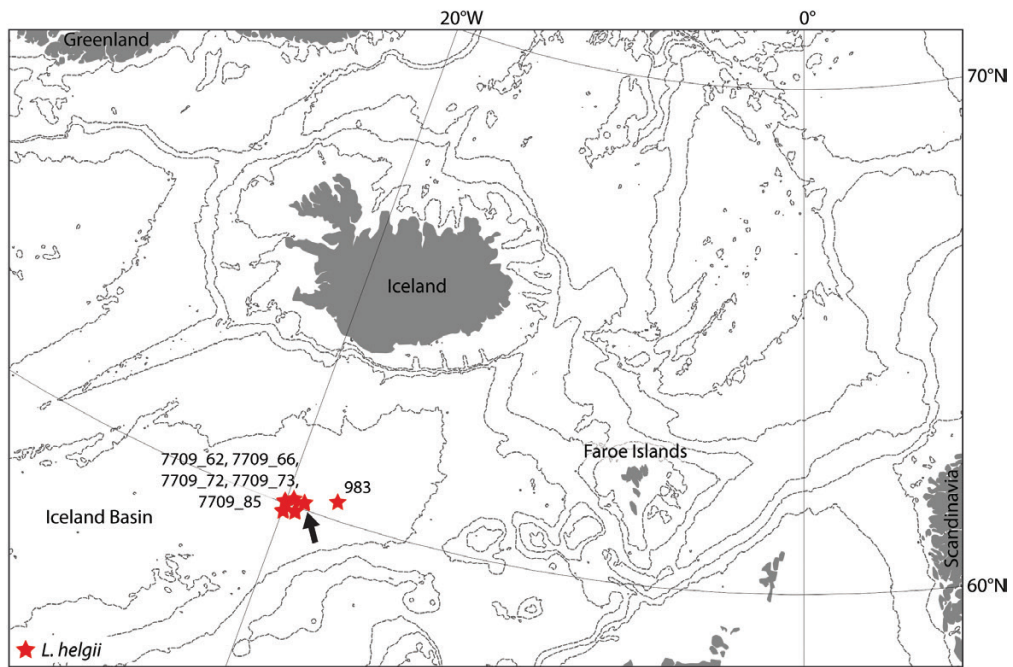 20°W
0°
Greenland
70°N
Iceland
Faroe Islands
7709_62, 7709_66,
7709_72, 7709_73,
7709_85
983
Iceland Basin
Scandinavia
60°N
L. helgii